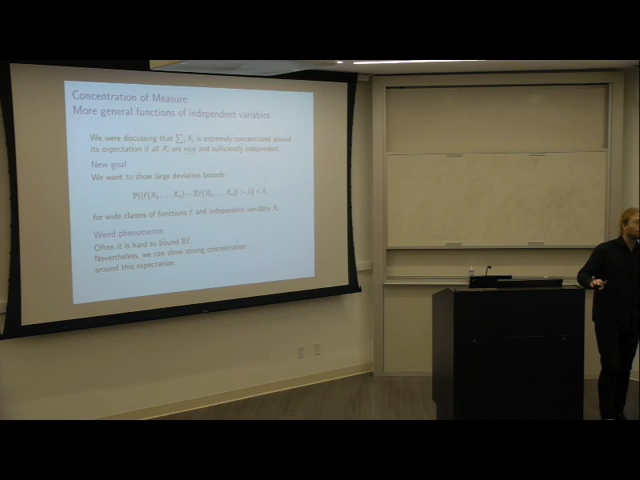 Concentration of Measure:
More general functions of independent variables
We were discussing that ∑ᵢ Xᵢ is extremely concentrated around
its expectation if all Xᵢ are nice and sufficiently independent.
New goal
We want to show large deviation bounds:
P(|f(X₁, …, Xₙ) − Ef(X₁, … Xₙ)| > λ) <
for wide classes of functions f and independent variables Xᵢ.
Weird phenomenon
Often it is hard to bound Ef
Nevertheless, we can show strong concentration
around this expectation.